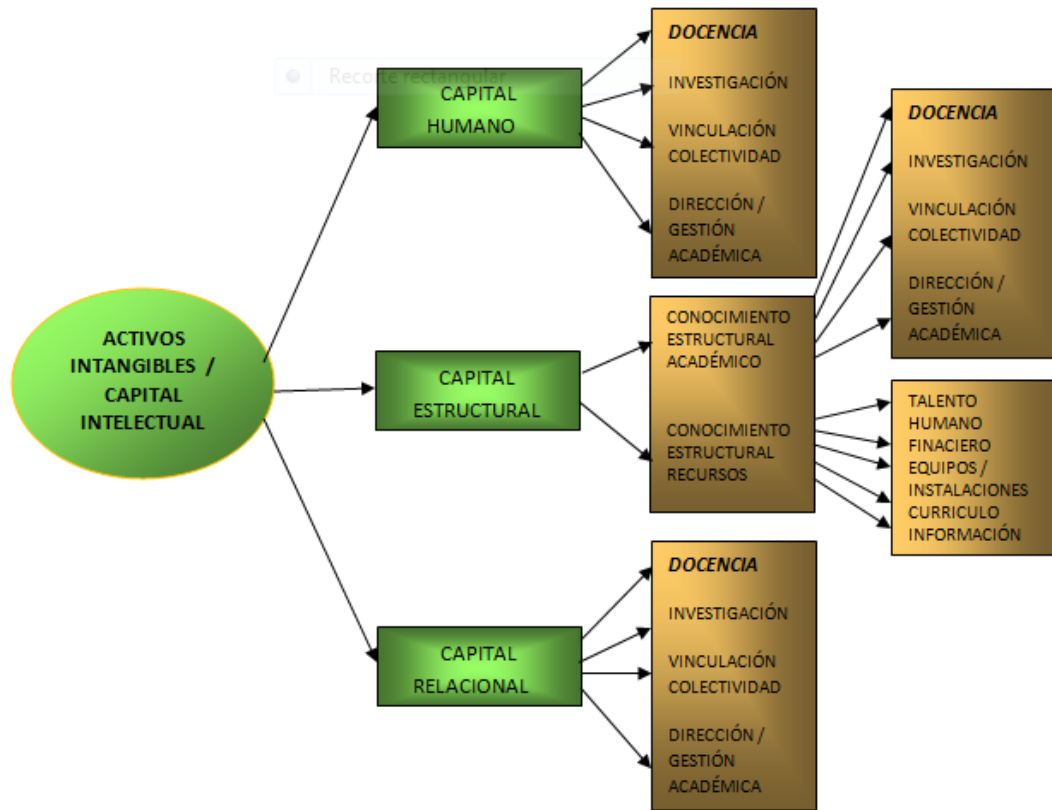 Recorte rectangular
CAPITAL
HUMANO
DOCENCIA
INVESTIGACIÓN
VINCULACIÓN
COLECTIVIDAD
DIRECCIÓN /
GESTIÓN
ACADÉMICA
ACTIVOS
INTANGIBLES /
CAPITAL
INTELECTUAL
CAPITAL
ESTRUCTURAL
CONOCIMIENTO
ESTRUCTURAL
ACADÉMICO
CONOCIMIENTO
ESTRUCTURAL
RECURSOS
DOCENCIA
INVESTIGACIÓN
VINCULACIÓN
COLECTIVIDAD
DIRECCIÓN /
GESTIÓN
ACADÉMICA
TALENTO
HUMANO
FINACIERO
EQUIPOS /
INSTALACIONES
CURRICULO
INFORMACIÓN
CAPITAL
RELACIONAL
DOCENCIA
INVESTIGACIÓN
VINCULACIÓN
COLECTIVIDAD
DIRECCIÓN /
GESTIÓN
ACADÉMICA